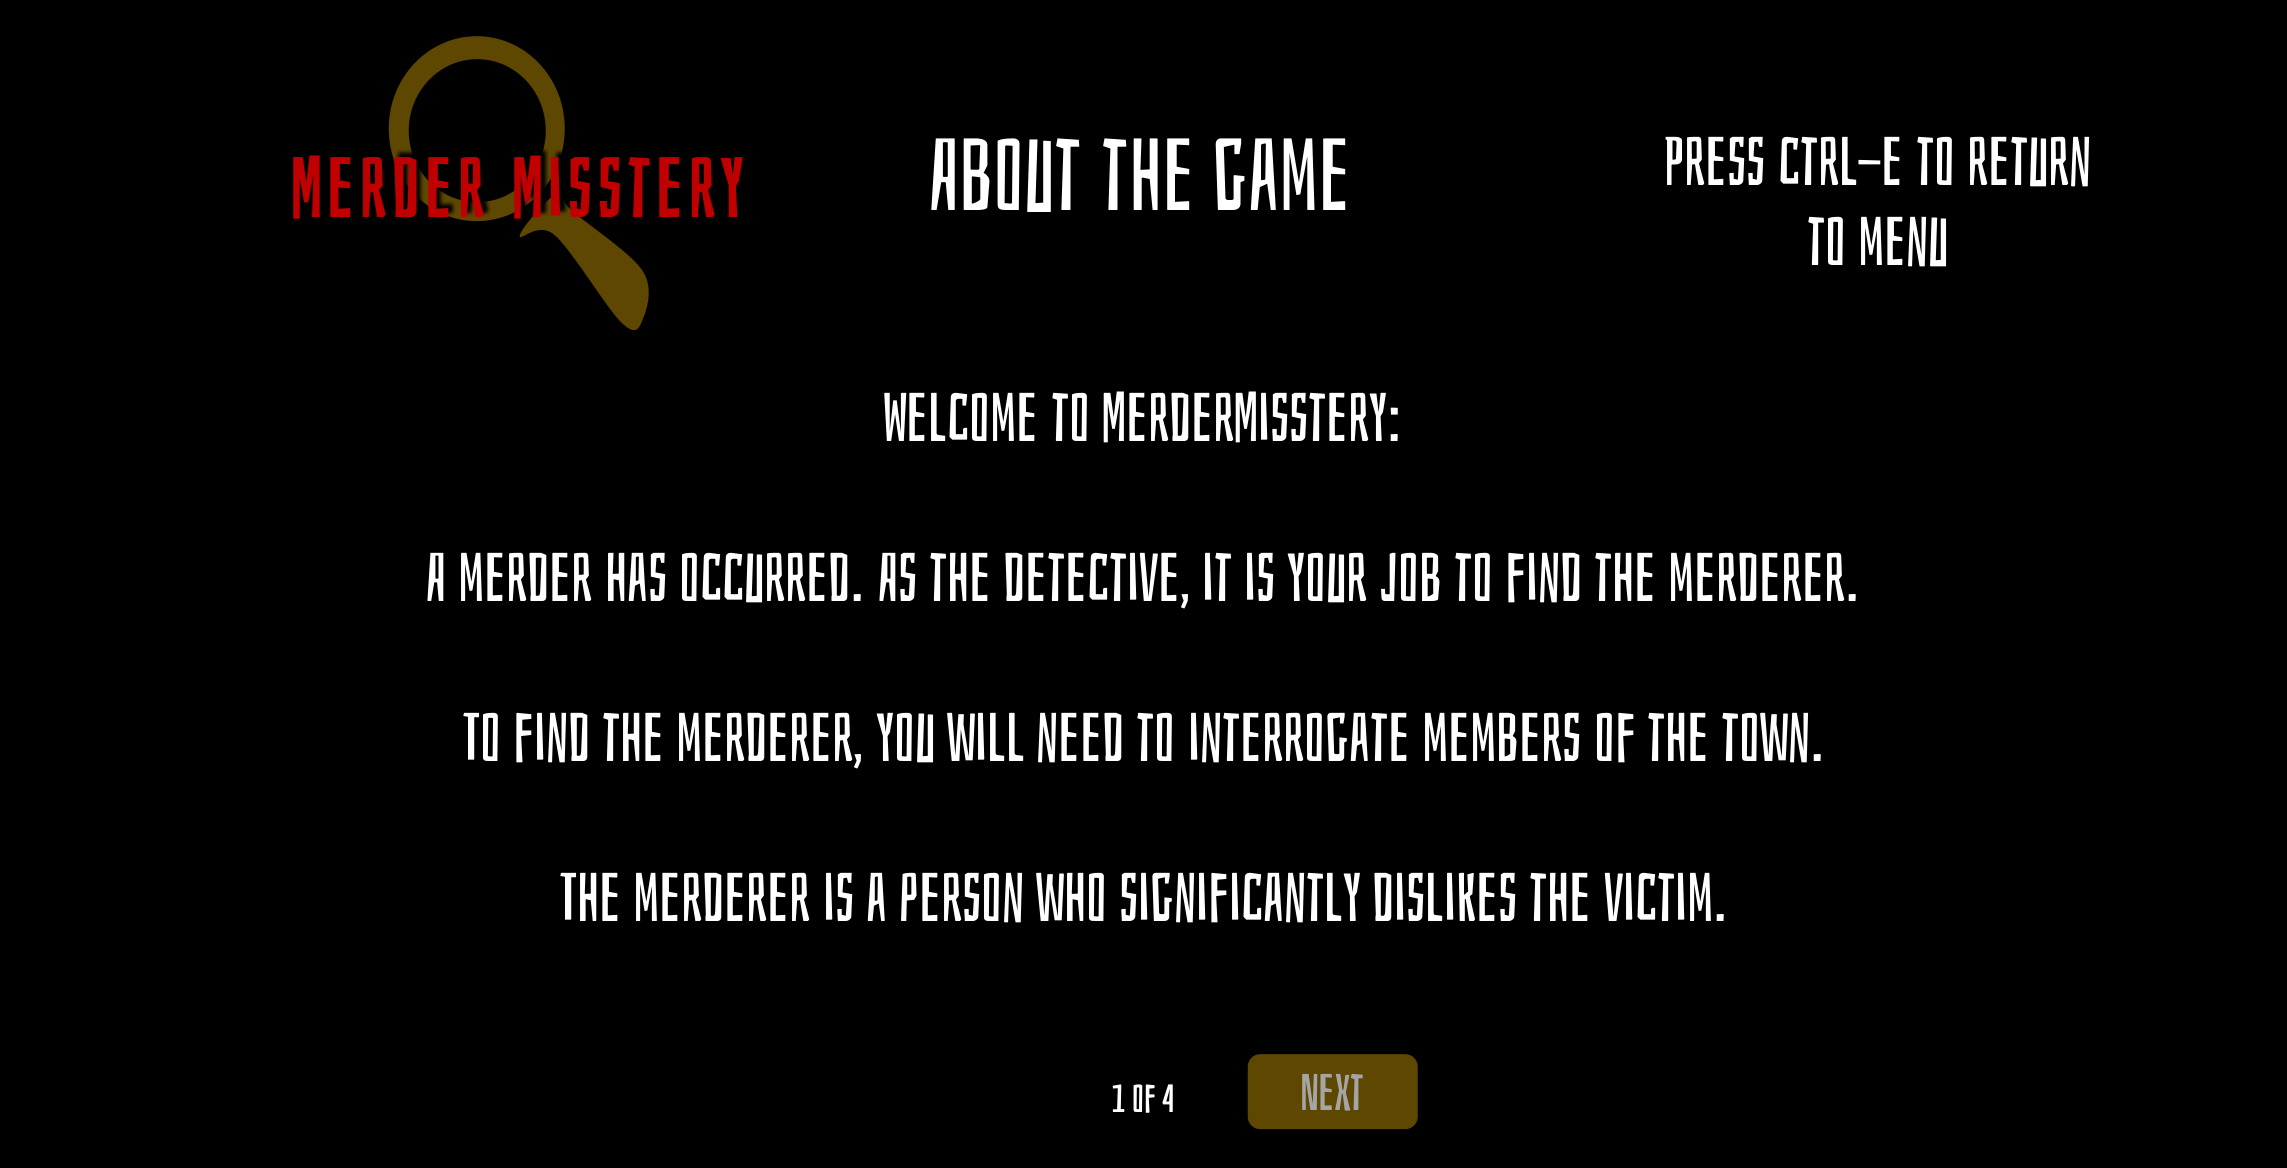 MERDER MISSTERY
ABOUT THE GAME
PRESS CTRL-E TO RETURN
TO MENU
WELCOME TO MERDERMISSTERY:
A MERDER HAS OCCURRED. AS THE DETECTIVE, IT IS YOUR JOB TO FIND THE MERDERER.
TO FIND THE MERDERER, YOU WILL NEED TO INTERROGATE MEMBERS OF THE TOWN.
THE MERDERER IS A PERSON WHO SIGNIFICANTLY DISLIKES THE VICTIM.
1 OF 4
NEXT